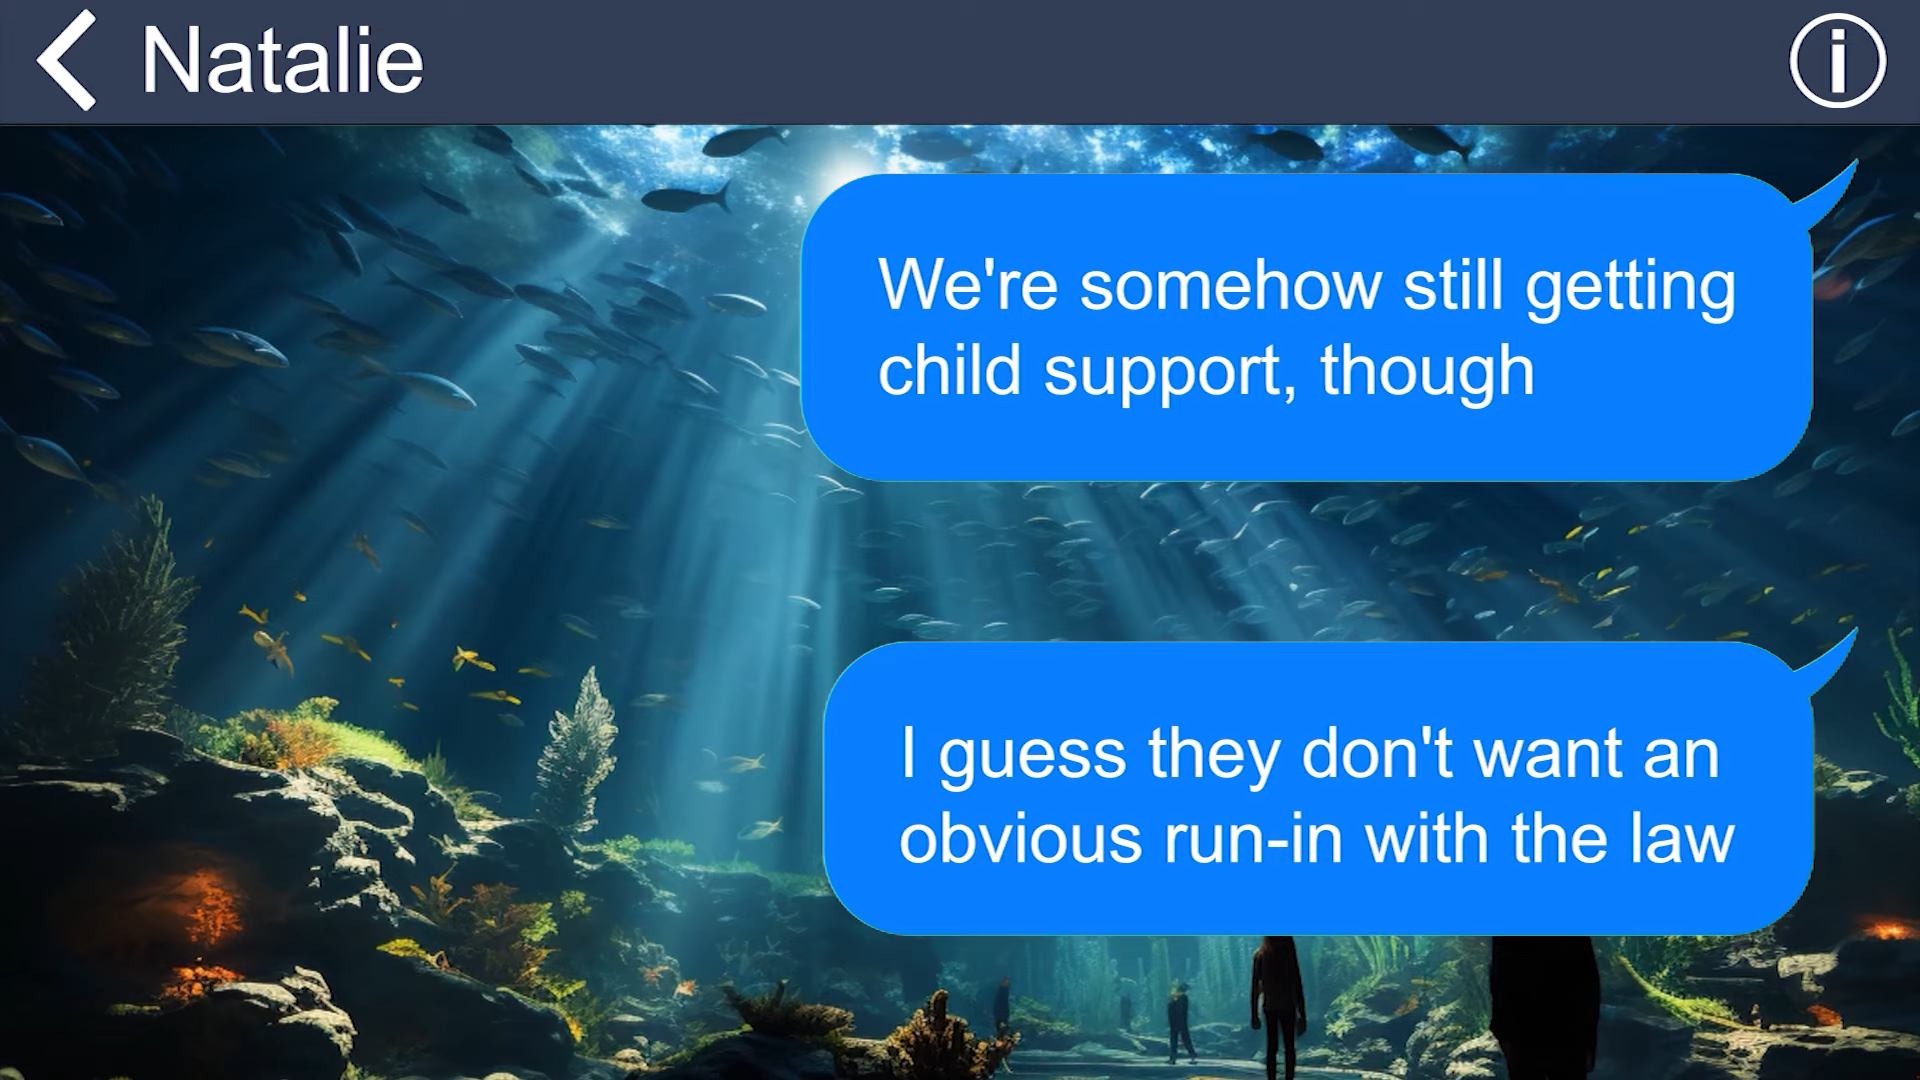 Natalie
We're somehow still getting
child support, though
I guess they don't want an
obvious run-in with the law